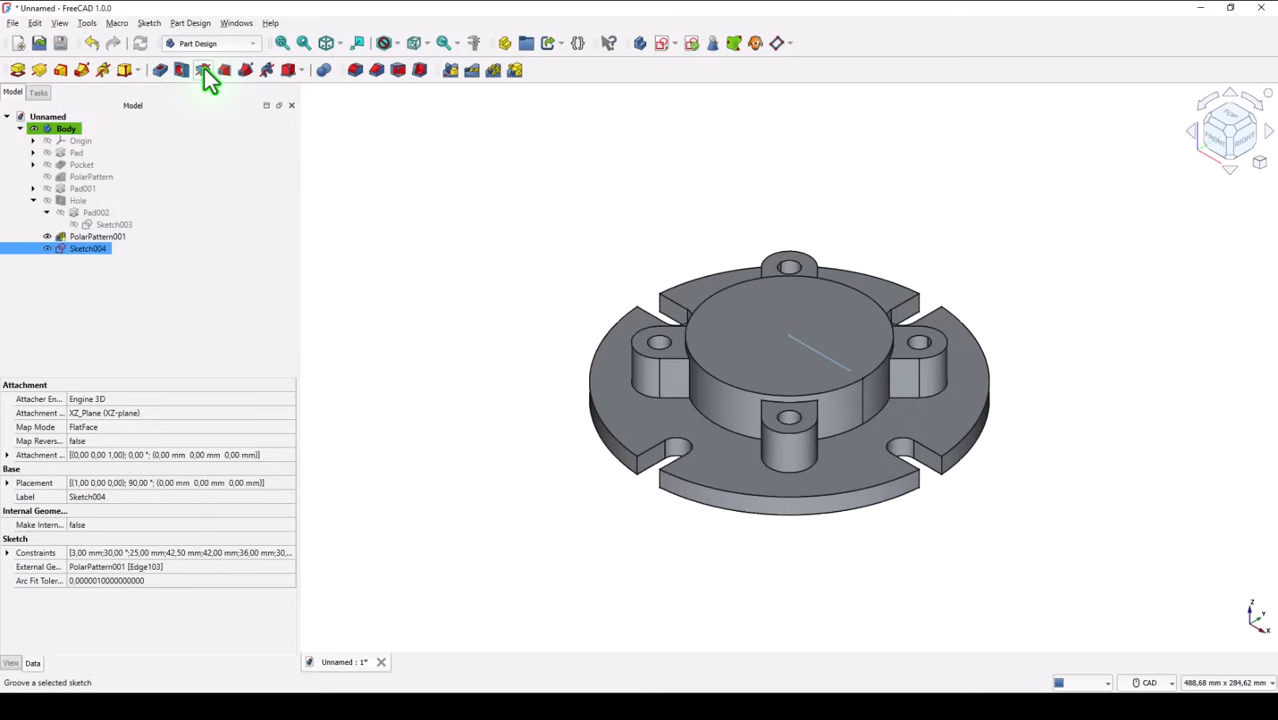 * Unnamed - FreeCAD 1.0.0
File Edit View Tools Macro Sketch Part Design Windows Help
Part Design
Model Tasks
Model
Unnamed
Body
Origin
Pad
Pocket
PolarPattern
Pad001
Hole
Pad002
Sketch003
PolarPattern001
Sketch004
TOP
FRONT
RIGHT
Attachment
Attacher En... Engine 3D
Attachment ... XZ_Plane (XZ-plane)
Map Mode FlatFace
Map Revers... false
Attachment ... [(0,00 0,00 1,00); 0,00 °; (0,00 mm 0,00 mm 0,00 mm)]
Base
Placement [(1,00 0,00 0,00); 90,00 °; (0,00 mm 0,00 mm 0,00 mm)]
Label Sketch004
Internal Geome...
Make Intern... false
Sketch
Constraints [3,00 mm;30,00 °;25,00 mm;42,50 mm;42,00 mm;36,00 mm;30,...
External Ge... PolarPattern001 [Edge103]
Arc Fit Toler... 0,0000010000000000
Z
Y
X
View Data
Unnamed : 1*
Groove a selected sketch
CAD
488,68 mm x 284,62 mm